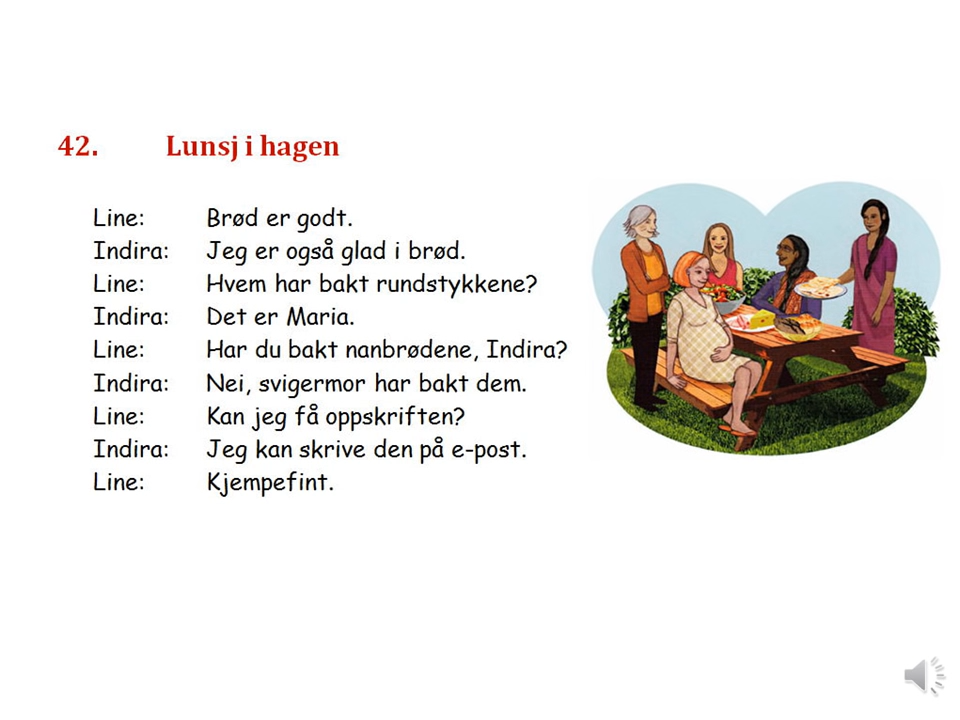 42. Lunsj i hagen
Line: Brød er godt.
Indira: Jeg er også glad i brød.
Line: Hvem har bakt rundstykkene?
Indira: Det er Maria.
Line: Har du bakt nanbrødene, Indira?
Indira: Nei, svigermor har bakt dem.
Line: Kan jeg få oppskriften?
Indira: Jeg kan skrive den på e-post.
Line: Kjempefint.